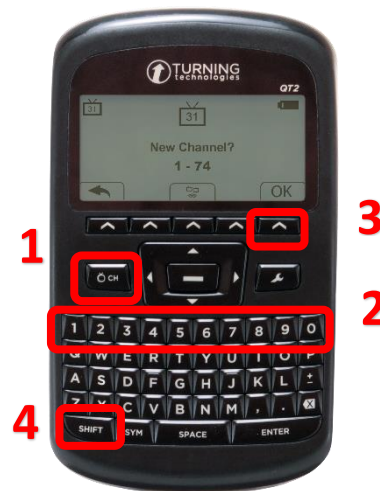 TURNING
technologies
QT2
31
31
New Channel?
1 - 74
OK
3
1
CH
2
1 2 3 4 5 6 7 8 9 0
Q W E R T Y U I O P
A S D F G H J K L ±
Z X C V B N M , .
4
SHIFT SYM SPACE ENTER